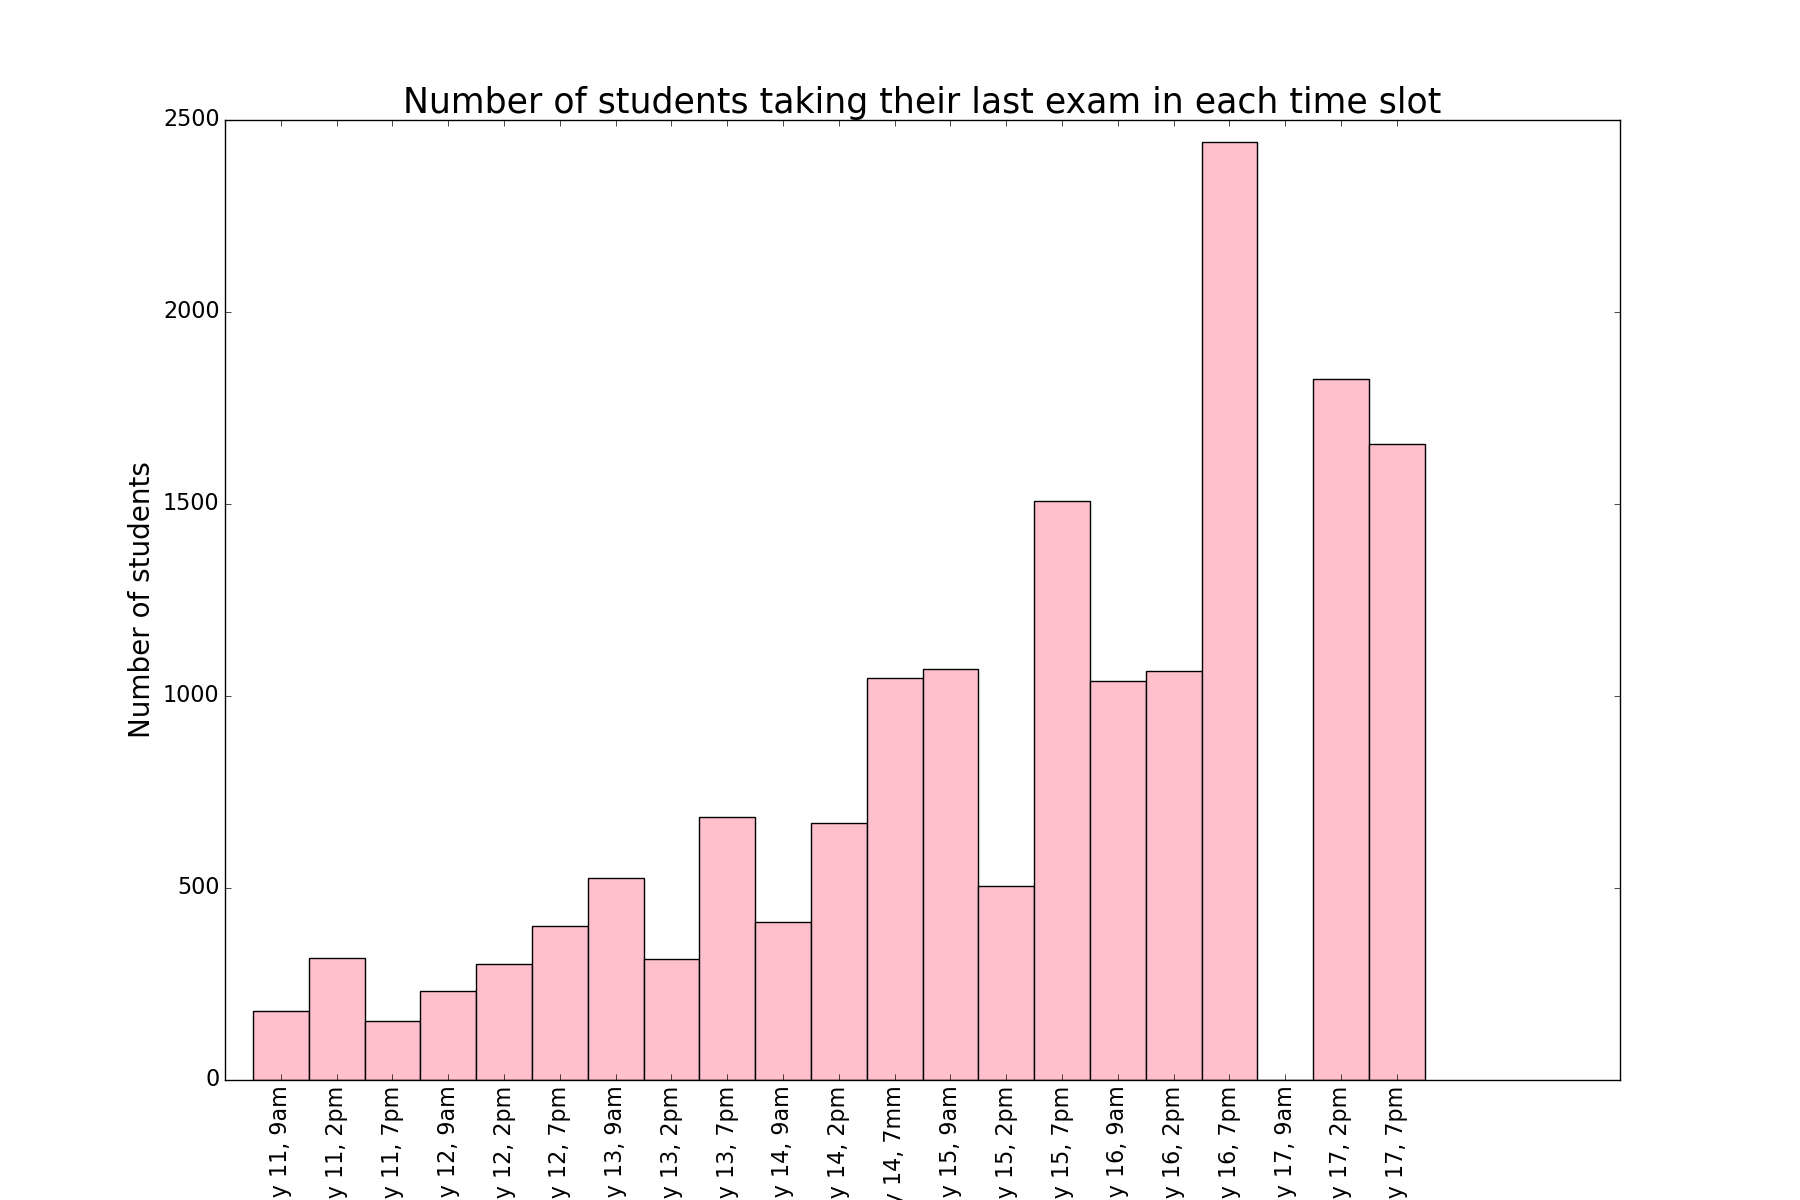 Number of students taking their last exam in each time slot
Number of students
2500
2000
1500
1000
500
0
y 11, 9am
y 11, 2pm
y 11, 7pm
y 12, 9am
y 12, 2pm
y 12, 7pm
y 13, 9am
y 13, 2pm
y 13, 7pm
y 14, 9am
y 14, 2pm
y 14, 7mm
y 15, 9am
y 15, 2pm
y 15, 7pm
y 16, 9am
y 16, 2pm
y 16, 7pm
y 17, 9am
y 17, 2pm
y 17, 7pm